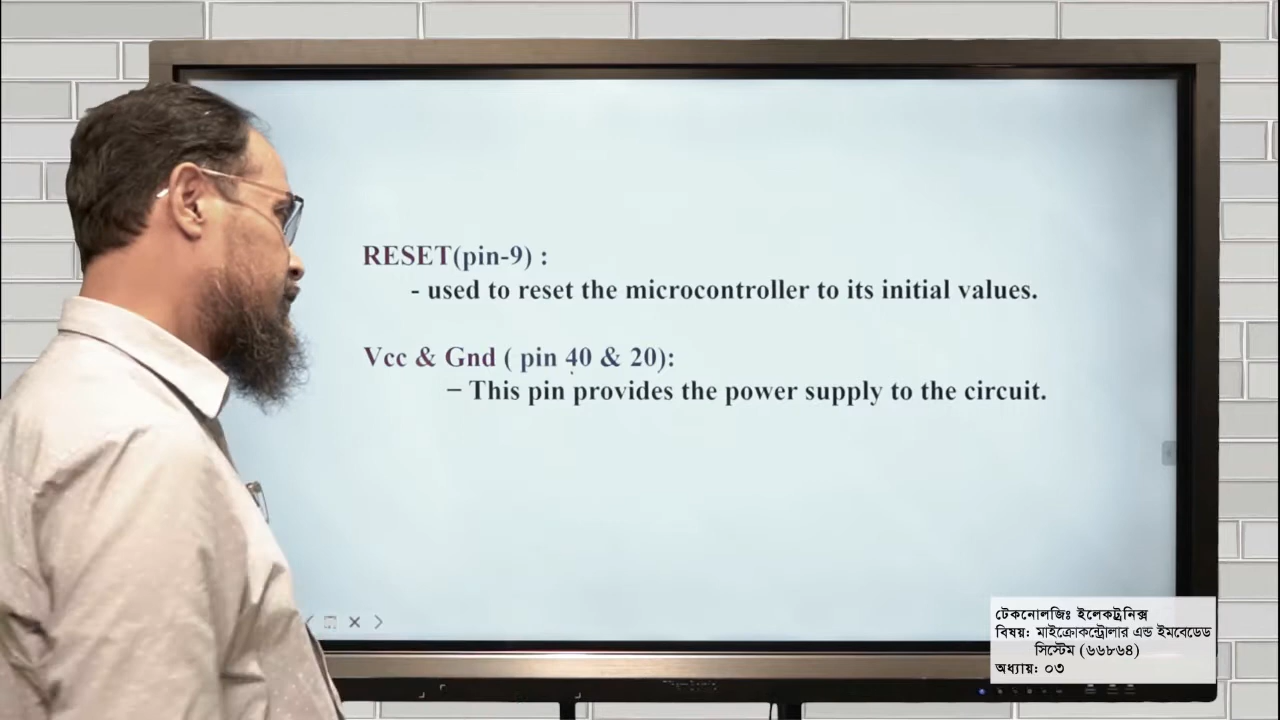 RESET(pin-9) :
- used to reset the microcontroller to its initial values.
Vcc & Gnd ( pin 40 & 20):
– This pin provides the power supply to the circuit.
টেকনোলজিঃ ইলেকট্রনিক্স
বিষয়: মাইক্রোকন্ট্রোলার এন্ড ইমবেডেড
সিস্টেম (৬৬৮৬৪)
অধ্যায়: ০৩